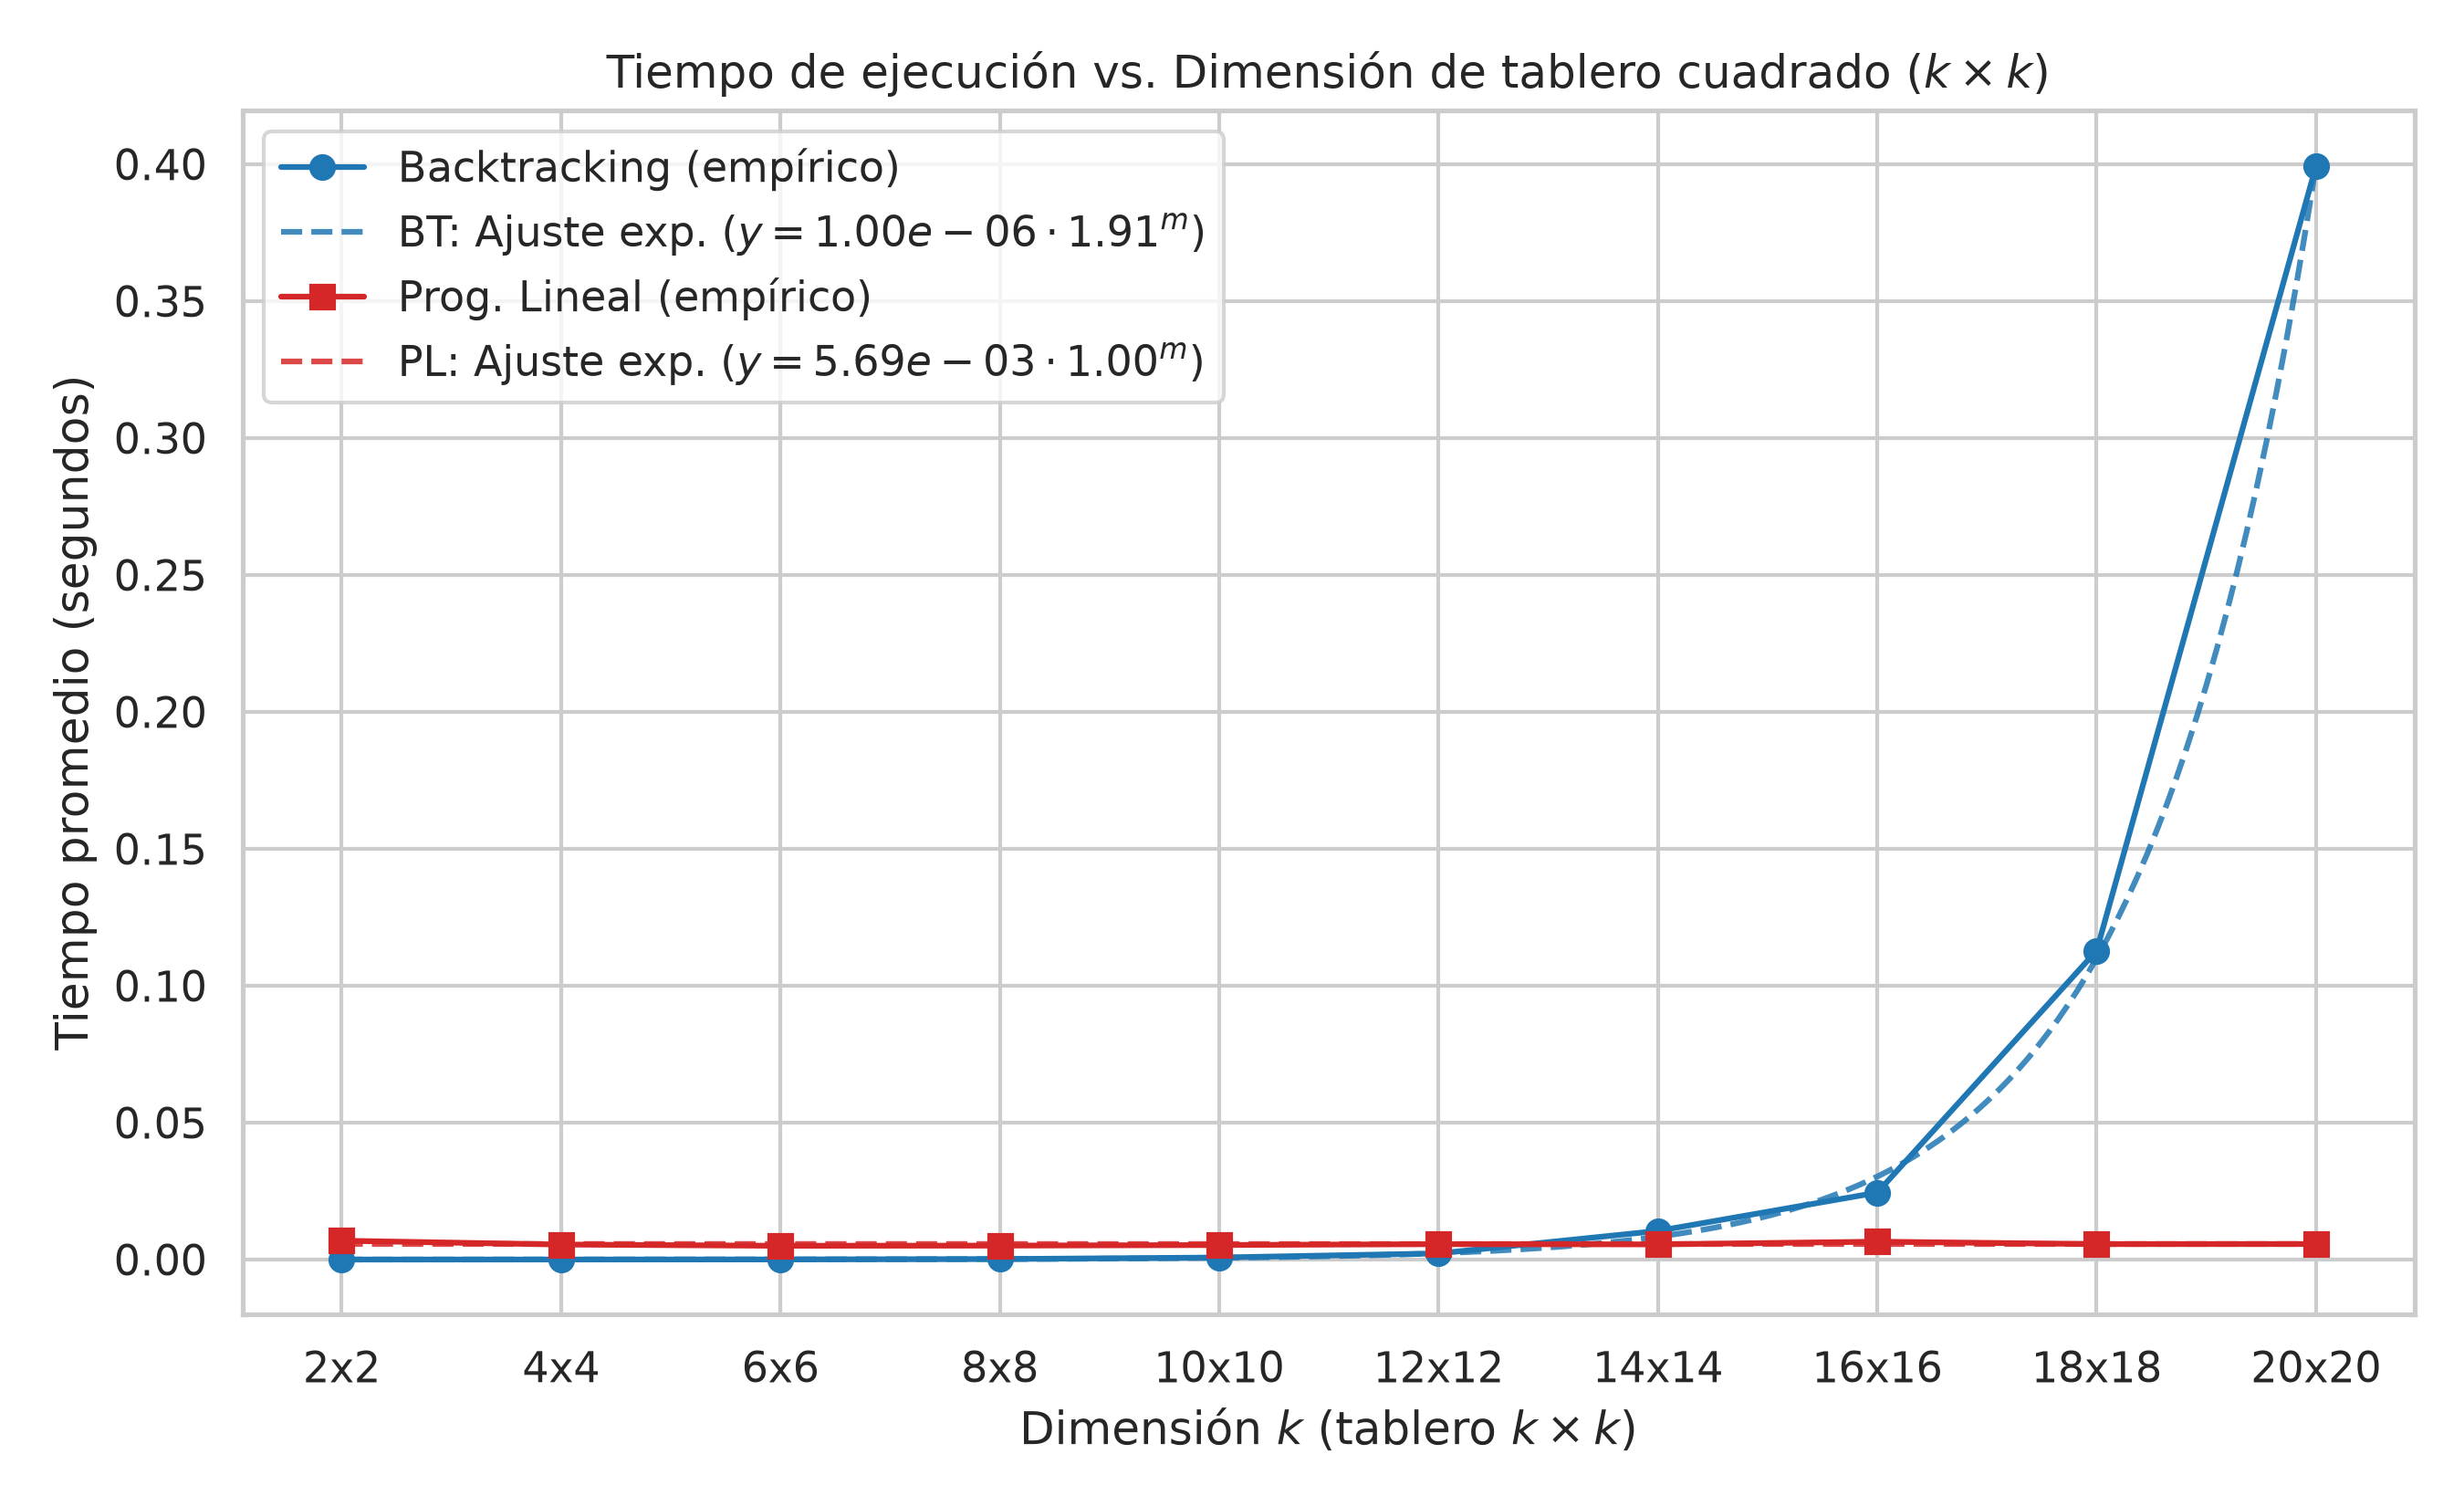 Tiempo de ejecución vs. Dimensión de tablero cuadrado (k × k)
Backtracking (empírico)
BT: Ajuste exp. (y = 1.00e − 06 · 1.91^m)
Prog. Lineal (empírico)
PL: Ajuste exp. (y = 5.69e − 03 · 1.00^m)
Tiempo promedio (segundos)
0.40
0.35
0.30
0.25
0.20
0.15
0.10
0.05
0.00
2x2 4x4 6x6 8x8 10x10 12x12 14x14 16x16 18x18 20x20
Dimensión k (tablero k × k)